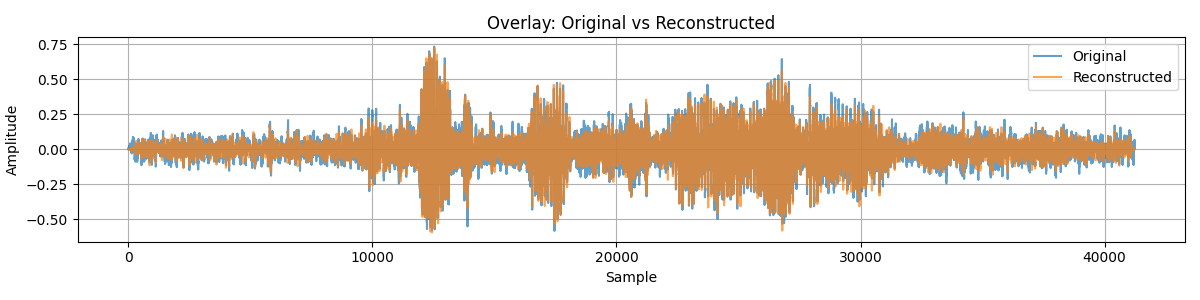 Overlay: Original vs Reconstructed
Original
Reconstructed
Amplitude
0.75
0.50
0.25
0.00
−0.25
−0.50
0
10000
20000
30000
40000
Sample